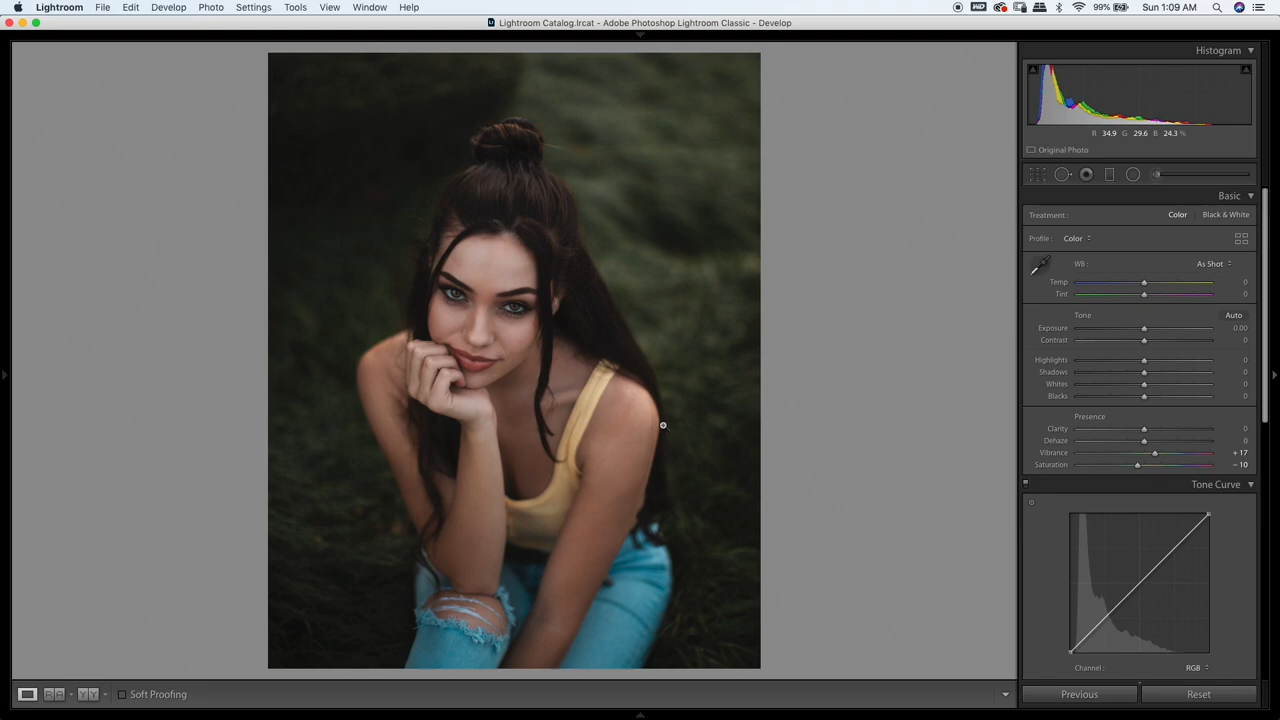 Lightroom File Edit Develop Photo Settings Tools View Window Help 99% Sun 1:09 AM
Lightroom Catalog.lrcat - Adobe Photoshop Lightroom Classic - Develop
Histogram
R 34.9 G 29.6 B 24.3 %
Original Photo
Basic
Treatment : Color Black & White
Profile : Color
WB : As Shot
Temp 0
Tint 0
Tone Auto
Exposure 0.00
Contrast 0
Highlights 0
Shadows 0
Whites 0
Blacks 0
Presence
Clarity 0
Dehaze 0
Vibrance + 17
Saturation − 10
Tone Curve
Channel : RGB
Soft Proofing Previous Reset